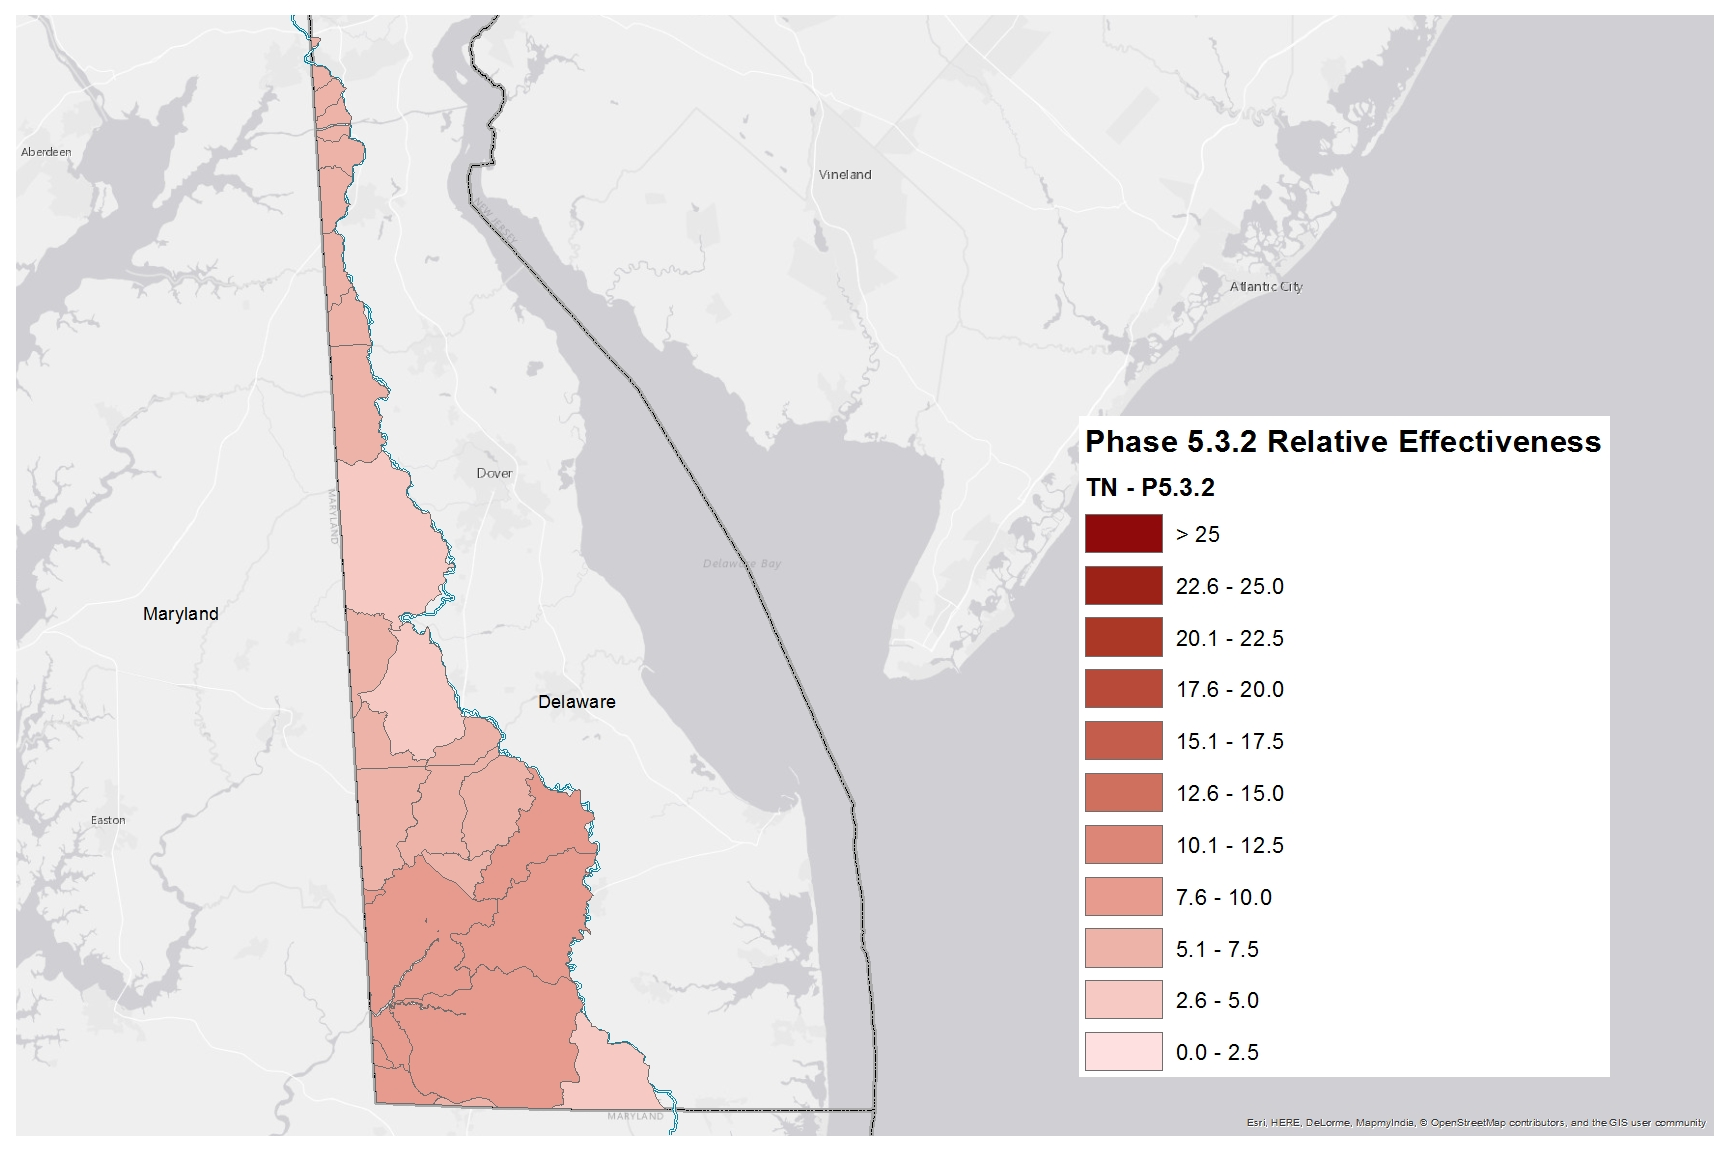 Aberdeen
Vineland
NEW JERSEY
Atlantic City
Phase 5.3.2 Relative Effectiveness
TN - P5.3.2
> 25
22.6 - 25.0
20.1 - 22.5
17.6 - 20.0
15.1 - 17.5
12.6 - 15.0
10.1 - 12.5
7.6 - 10.0
5.1 - 7.5
2.6 - 5.0
0.0 - 2.5
Dover
MARYLAND
Delaware Bay
Maryland
Delaware
Easton
MARYLAND
Esri, HERE, DeLorme, MapmyIndia, © OpenStreetMap contributors, and the GIS user community